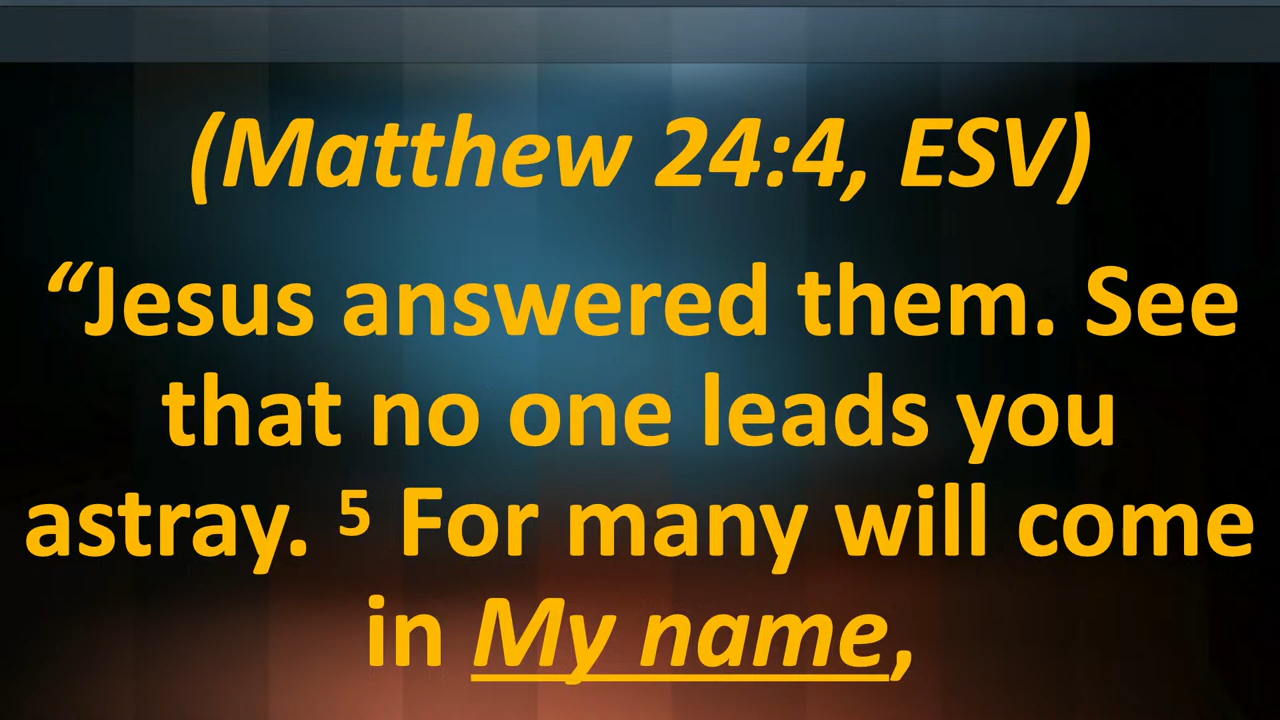 (Matthew 24:4, ESV)
“Jesus answered them. See
that no one leads you
astray. ⁵ For many will come
in My name,